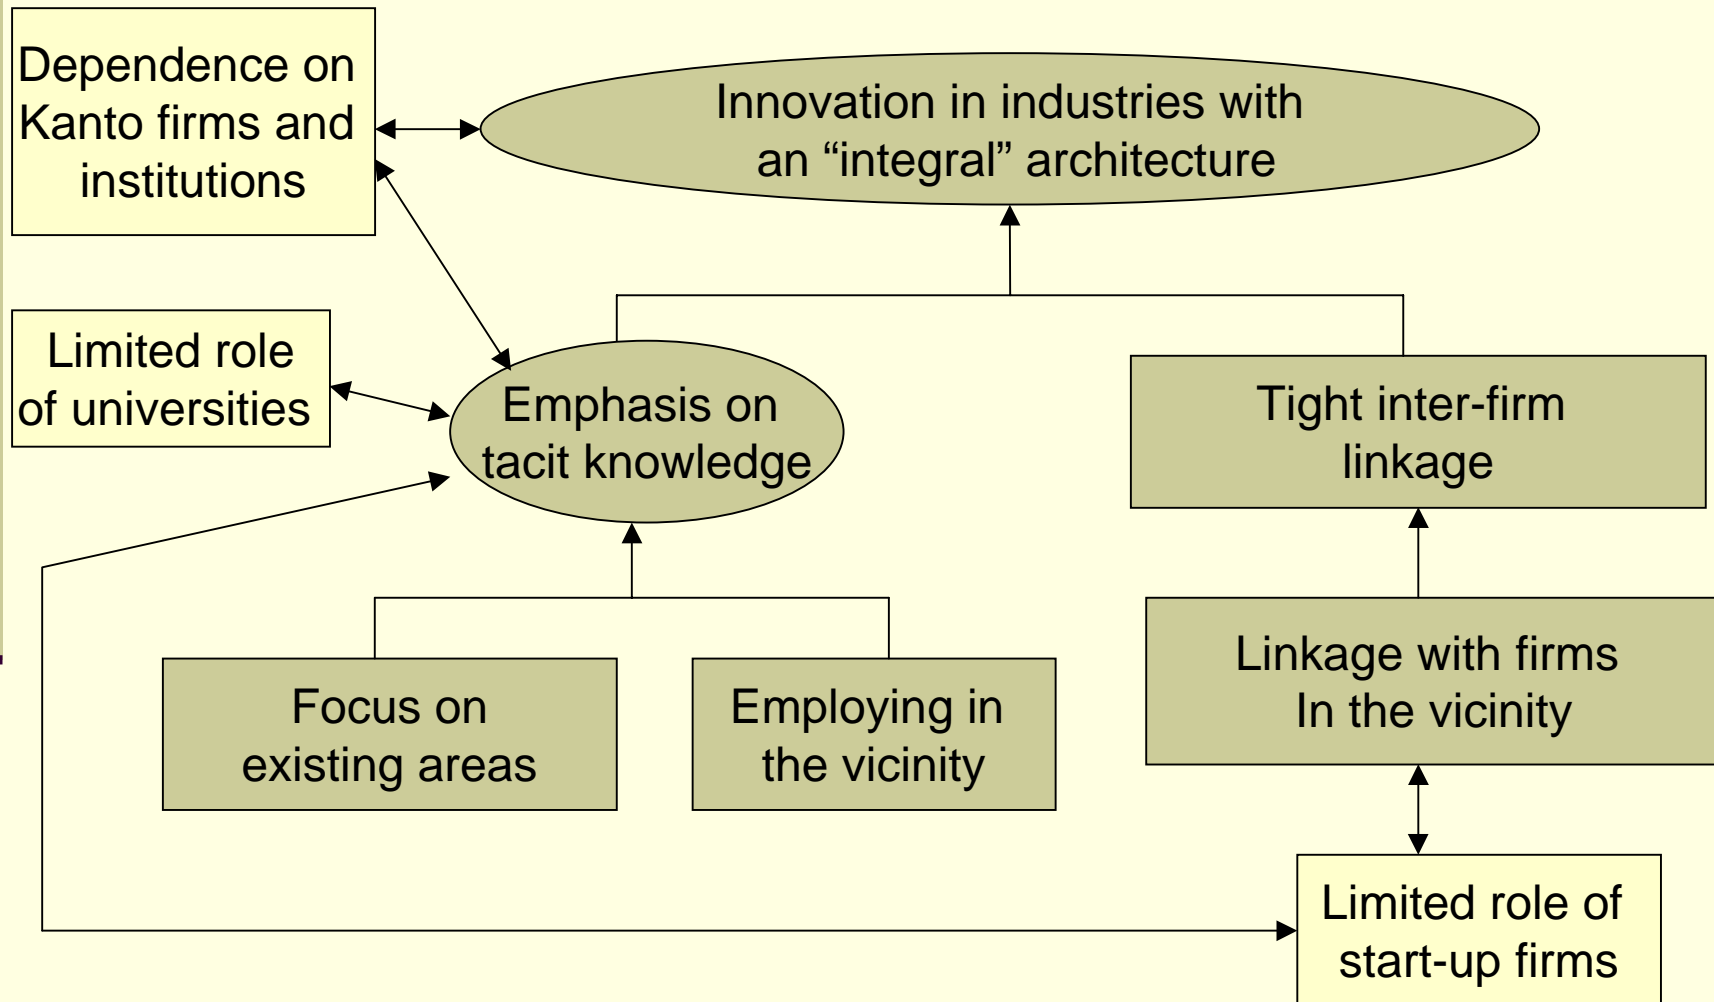 Dependence on
Kanto firms and
institutions
Innovation in industries with
an “integral” architecture
Limited role
of universities
Emphasis on
tacit knowledge
Tight inter-firm
linkage
Focus on
existing areas
Employing in
the vicinity
Linkage with firms
In the vicinity
Limited role of
start-up firms